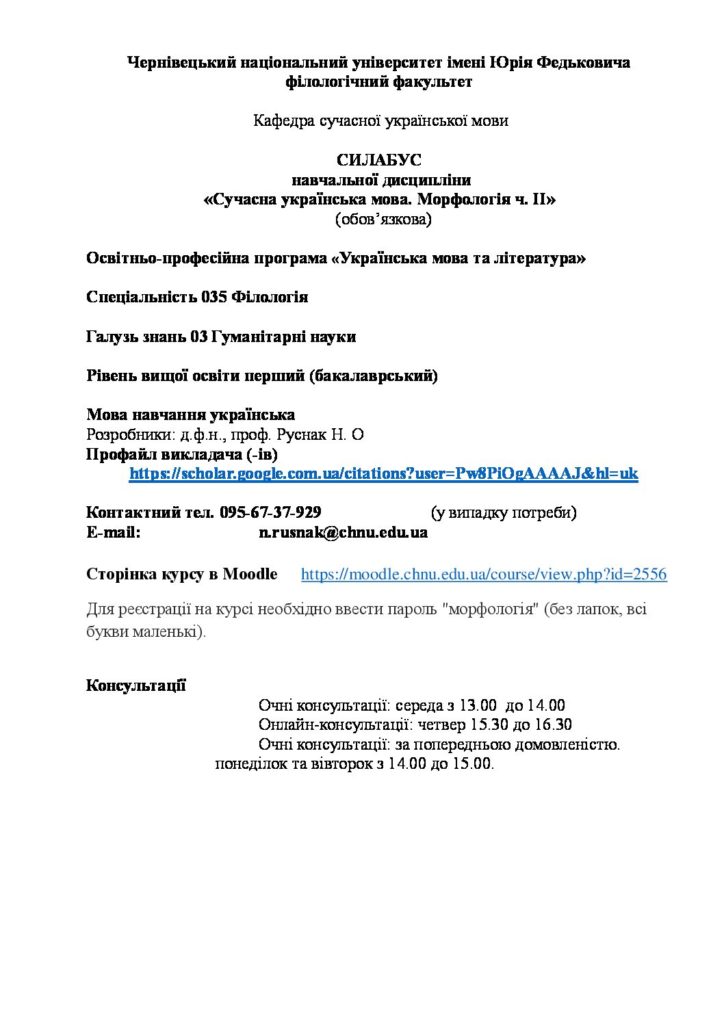 Чернівецький національний університет імені Юрія Федьковича
філологічний факультет
Кафедра сучасної української мови
СИЛАБУС
навчальної дисципліни
«Сучасна українська мова. Морфологія ч. ІІ»
(обов’язкова)
Освітньо-професійна програма «Українська мова та література»
Спеціальність 035 Філологія
Галузь знань 03 Гуманітарні науки
Рівень вищої освіти перший (бакалаврський)
Мова навчання українська
Розробники: д.ф.н., проф. Руснак Н. О
Профайл викладача (-ів)
https://scholar.google.com.ua/citations?user=Pw8PiOgAAAAJ&hl=uk
Контактний тел. 095-67-37-929 (у випадку потреби)
E-mail: n.rusnak@chnu.edu.ua
Сторінка курсу в Moodle https://moodle.chnu.edu.ua/course/view.php?id=2556
Для реєстрації на курсі необхідно ввести пароль "морфологія" (без лапок, всі
букви маленькі).
Консультації
Очні консультації: середа з 13.00 до 14.00
Онлайн-консультації: четвер 15.30 до 16.30
Очні консультації: за попередньою домовленістю.
понеділок та вівторок з 14.00 до 15.00.